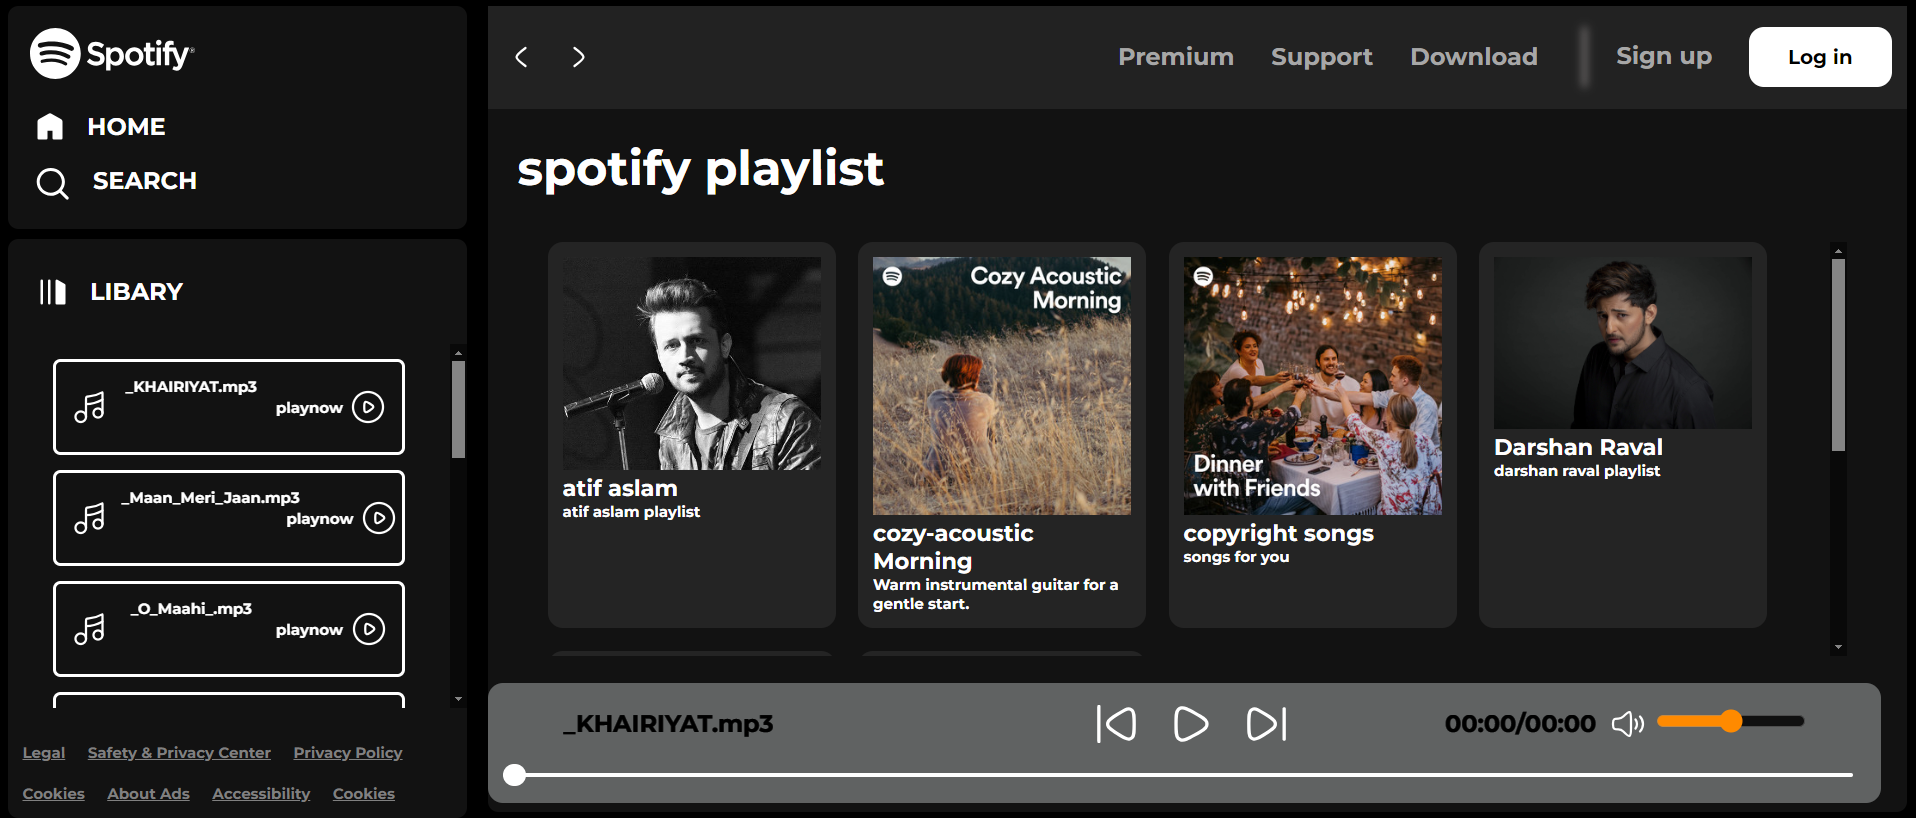 Spotify®
HOME
SEARCH
LIBARY
_KHAIRIYAT.mp3
playnow
_Maan_Meri_Jaan.mp3
playnow
_O_Maahi_.mp3
playnow
Legal Safety & Privacy Center Privacy Policy
Cookies About Ads Accessibility Cookies
Premium Support Download Sign up Log in
spotify playlist
atif aslam
atif aslam playlist
Cozy Acoustic
Morning
cozy-acoustic
Morning
Warm instrumental guitar for a
gentle start.
Dinner
with Friends
copyright songs
songs for you
Darshan Raval
darshan raval playlist
_KHAIRIYAT.mp3
00:00/00:00